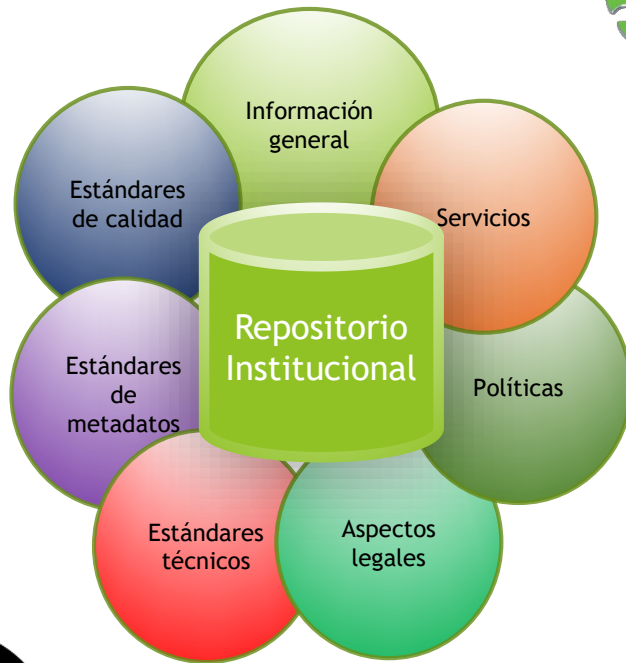 Información
general
Servicios
Políticas
Aspectos
legales
Estándares
técnicos
Estándares
de
metadatos
Estándares
de calidad
Repositorio
Institucional